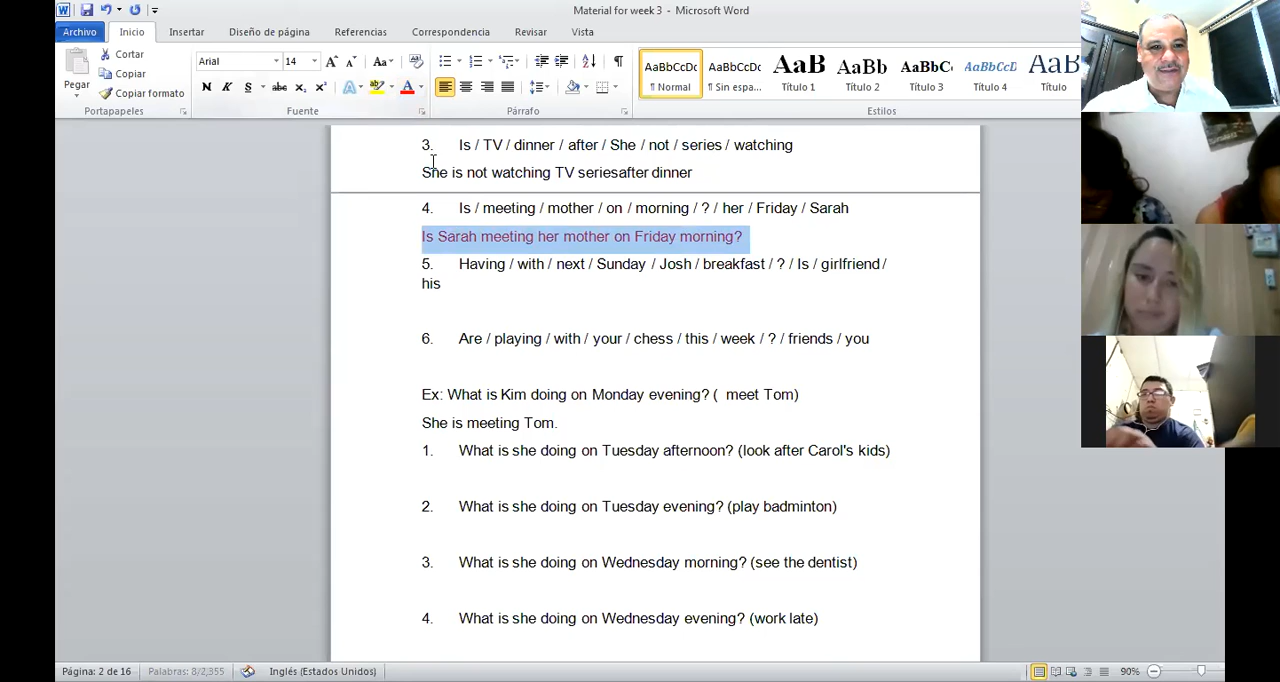 Material for week 3 - Microsoft Word
Archivo Inicio Insertar Diseño de página Referencias Correspondencia Revisar Vista
Pegar
Cortar
Copiar
Copiar formato
Portapapeles
Arial 14
Fuente
Párrafo
AaBbCcDc
¶ Normal
AaBbCcDc
¶ Sin espa...
AaB
Título 1
AaBb
Título 2
AaBbC
Título 3
AaBbCcD
Título 4
AaB
Título
Estilos
3. Is / TV / dinner / after / She / not / series / watching
She is not watching TV seriesafter dinner
4. Is / meeting / mother / on / morning / ? / her / Friday / Sarah
Is Sarah meeting her mother on Friday morning?
5. Having / with / next / Sunday / Josh / breakfast / ? / Is / girlfriend /
his
6. Are / playing / with / your / chess / this / week / ? / friends / you
Ex: What is Kim doing on Monday evening? ( meet Tom)
She is meeting Tom.
1. What is she doing on Tuesday afternoon? (look after Carol's kids)
2. What is she doing on Tuesday evening? (play badminton)
3. What is she doing on Wednesday morning? (see the dentist)
4. What is she doing on Wednesday evening? (work late)
Página: 2 de 16 Palabras: 8/2,355 Inglés (Estados Unidos) 90%